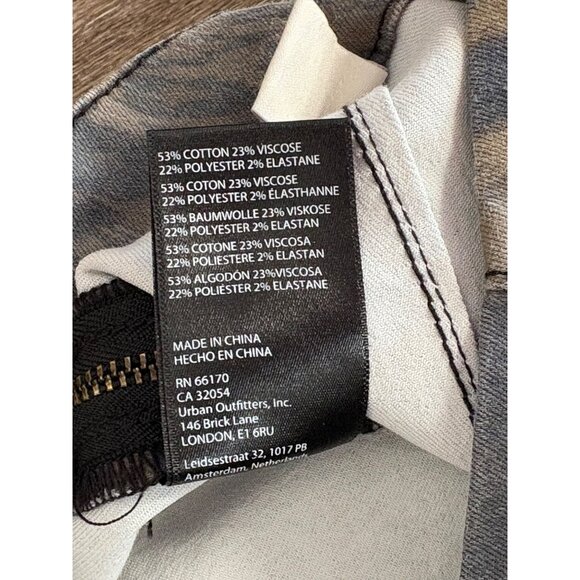 53% COTTON 23% VISCOSE
22% POLYESTER 2% ELASTANE
53% COTON 23% VISCOSE
22% POLYESTER 2% ÉLASTHANNE
53% BAUMWOLLE 23% VISKOSE
22% POLYESTER 2% ELASTAN
53% COTONE 23% VISCOSA
22% POLIESTERE 2% ELASTAN
53% ALGODÓN 23%VISCOSA
22% POLIÉSTER 2% ELASTANE
MADE IN CHINA
HECHO EN CHINA
RN 66170
CA 32054
Urban Outfitters, Inc.
146 Brick Lane
LONDON, E1 6RU
Leidsestraat 32, 1017 PB
Amsterdam, Netherlands